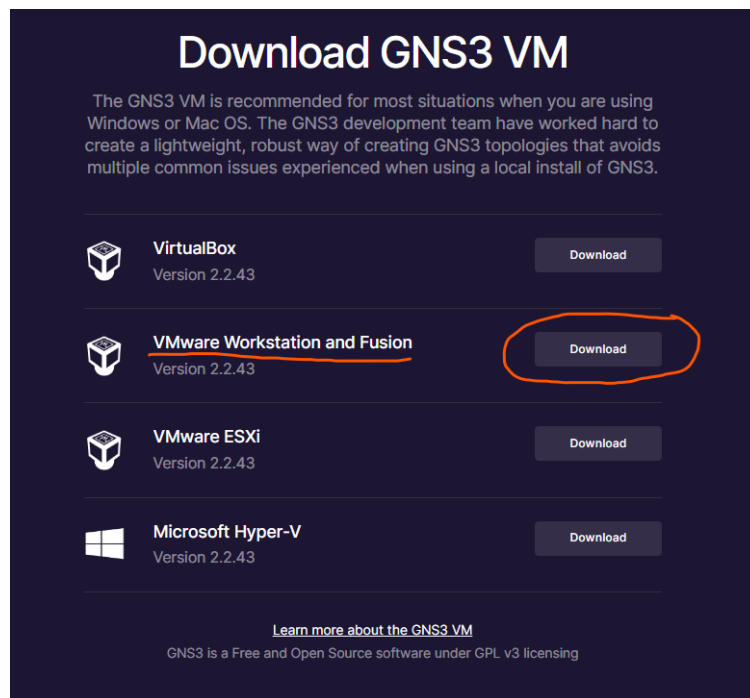 Download GNS3 VM
The GNS3 VM is recommended for most situations when you are using
Windows or Mac OS. The GNS3 development team have worked hard to
create a lightweight, robust way of creating GNS3 topologies that avoids
multiple common issues experienced when using a local install of GNS3.
VirtualBox
Version 2.2.43
Download
VMware Workstation and Fusion
Version 2.2.43
Download
VMware ESXi
Version 2.2.43
Download
Microsoft Hyper-V
Version 2.2.43
Download
Learn more about the GNS3 VM
GNS3 is a Free and Open Source software under GPL v3 licensing